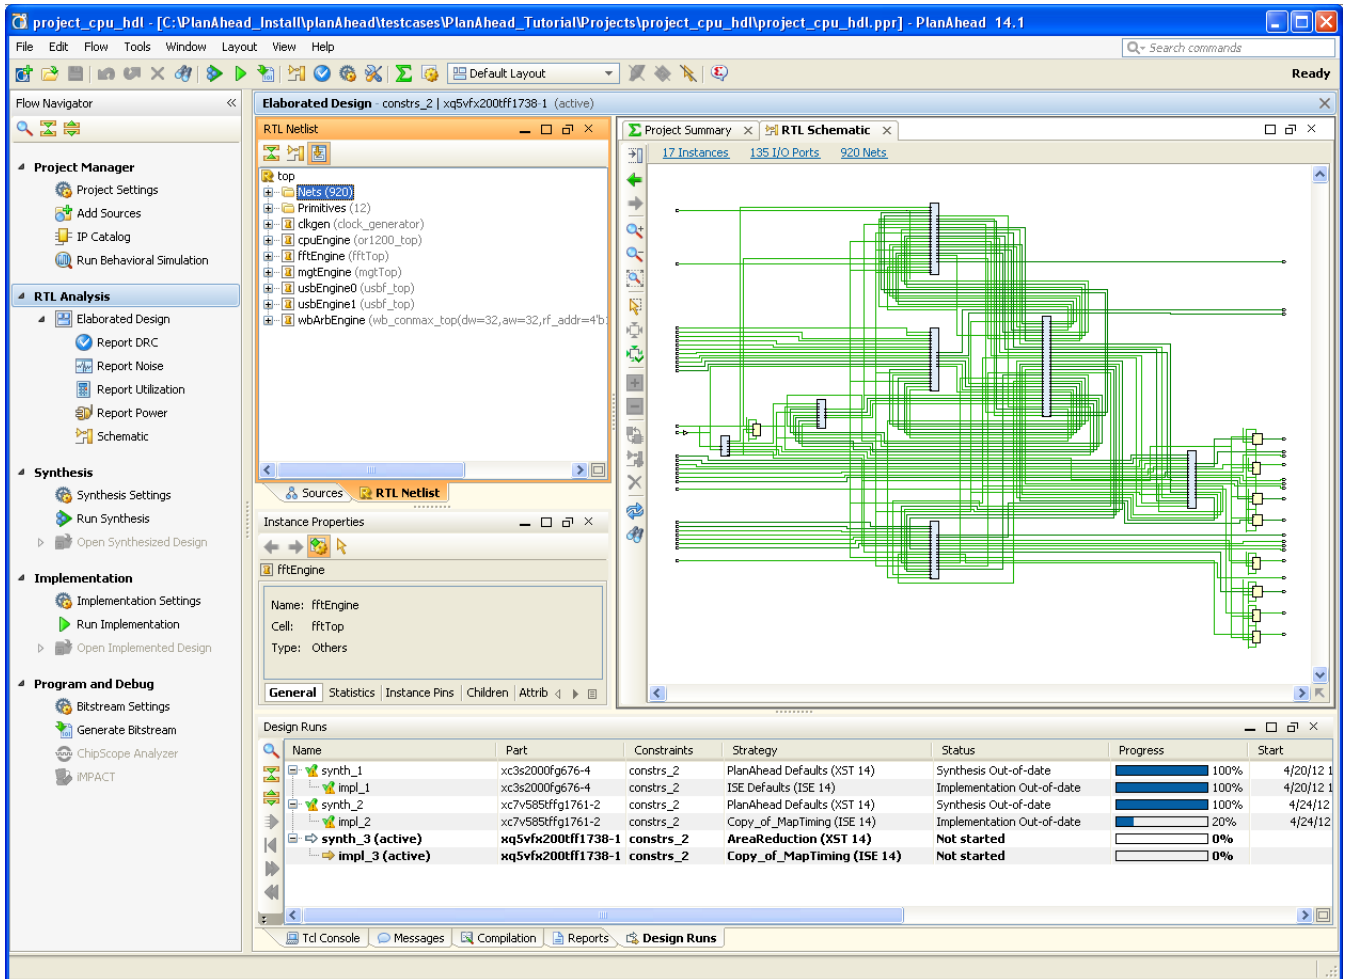 project_cpu_hdl - [C:\PlanAhead_Install\planAhead\testcases\PlanAhead_Tutorial\Projects\project_cpu_hdl\project_cpu_hdl.ppr] - PlanAhead 14.1
File Edit Flow Tools Window Layout View Help
Search commands
Default Layout
Ready
Flow Navigator
Project Manager
Project Settings
Add Sources
IP Catalog
Run Behavioral Simulation
RTL Analysis
Elaborated Design
Report DRC
Report Noise
Report Utilization
Report Power
Schematic
Synthesis
Synthesis Settings
Run Synthesis
Open Synthesized Design
Implementation
Implementation Settings
Run Implementation
Open Implemented Design
Program and Debug
Bitstream Settings
Generate Bitstream
ChipScope Analyzer
iMPACT
Elaborated Design - constrs_2 | xq5vfx200tff1738-1 (active)
RTL Netlist
top
Nets (920)
Primitives (12)
clkgen (clock_generator)
cpuEngine (or1200_top)
fftEngine (fftTop)
mgtEngine (mgtTop)
usbEngine0 (usbf_top)
usbEngine1 (usbf_top)
wbArbEngine (wb_conmax_top(dw=32,aw=32,rf_addr=4'b1
Sources RTL Netlist
Instance Properties
fftEngine
Name: fftEngine
Cell: fftTop
Type: Others
General Statistics Instance Pins Children Attrib
Project Summary RTL Schematic
17 Instances 135 I/O Ports 920 Nets
Design Runs
Name Part Constraints Strategy Status Progress Start
synth_1 xc3s2000fg676-4 constrs_2 PlanAhead Defaults (XST 14) Synthesis Out-of-date 100% 4/20/12 1
impl_1 xc3s2000fg676-4 constrs_2 ISE Defaults (ISE 14) Implementation Out-of-date 100% 4/20/12 1
synth_2 xc7v585tffg1761-2 constrs_2 PlanAhead Defaults (XST 14) Synthesis Out-of-date 100% 4/24/12
impl_2 xc7v585tffg1761-2 constrs_2 Copy_of_MapTiming (ISE 14) Implementation Out-of-date 20% 4/24/12
synth_3 (active) xq5vfx200tff1738-1 constrs_2 AreaReduction (XST 14) Not started 0%
impl_3 (active) xq5vfx200tff1738-1 constrs_2 Copy_of_MapTiming (ISE 14) Not started 0%
Tcl Console Messages Compilation Reports Design Runs